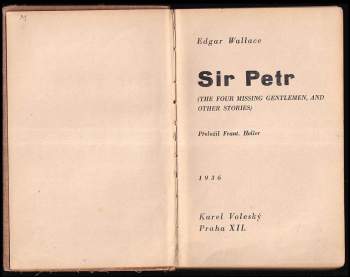 Edgar Wallace
Sir Petr
(THE FOUR MISSING GENTLEMEN, AND
OTHER STORIES)
Přeložil Frant. Heller
1936
Karel Voleský
Praha XII.